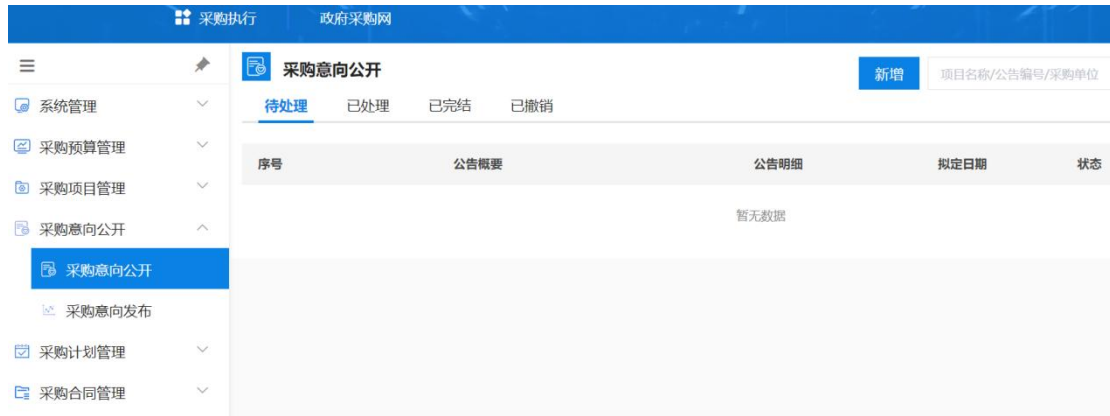 采购执行 政府采购网
采购意向公开
新增 项目名称/公告编号/采购单位
系统管理
待处理 已处理 已完结 已撤销
采购预算管理
序号 公告概要 公告明细 拟定日期 状态
采购项目管理
暂无数据
采购意向公开
采购意向公开
采购意向发布
采购计划管理
采购合同管理